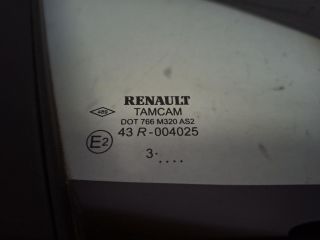 RENAULT
TAMCAM
DOT 766 M320 AS2
E2 43 R-004025
3· ....